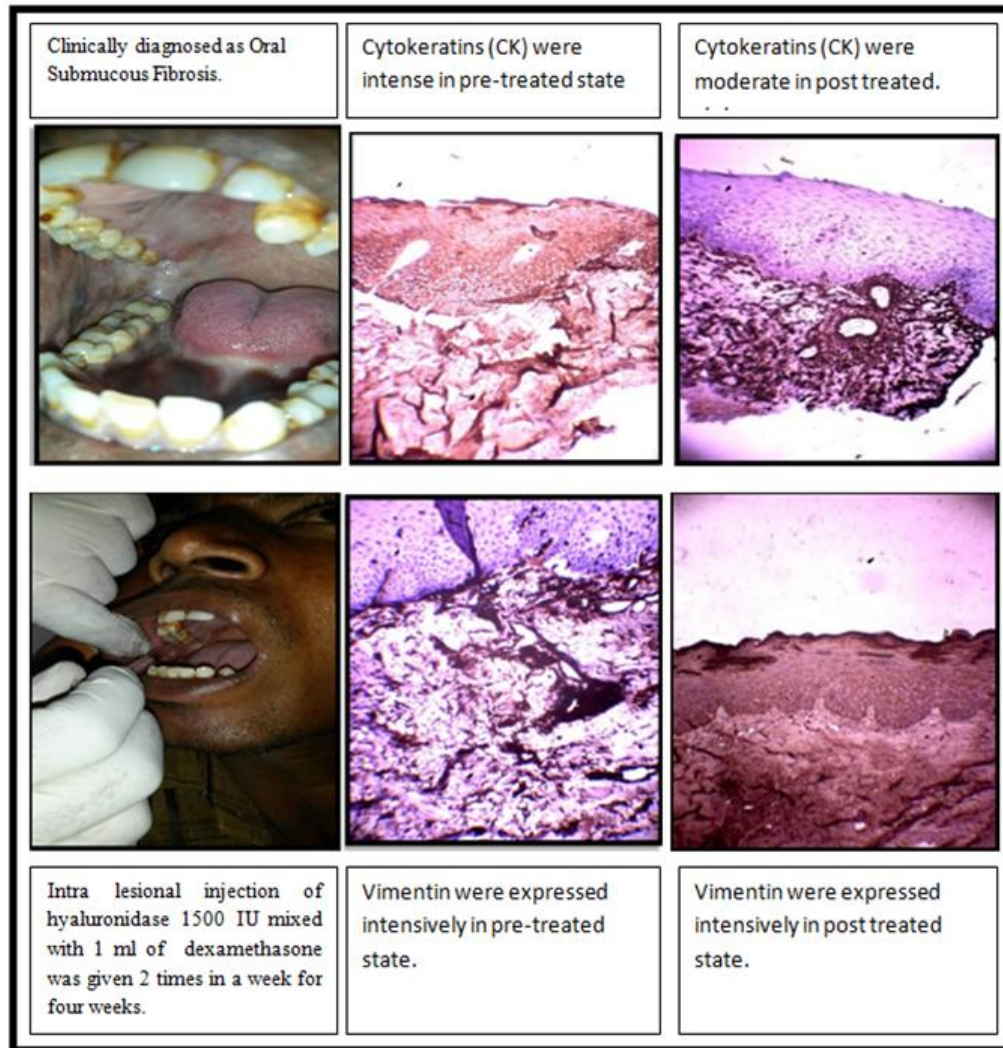 Clinically diagnosed as Oral
Submucous Fibrosis.
Cytokeratins (CK) were
intense in pre-treated state
Cytokeratins (CK) were
moderate in post treated.
Intra lesional injection of
hyaluronidase 1500 IU mixed
with 1 ml of dexamethasone
was given 2 times in a week for
four weeks.
Vimentin were expressed
intensively in pre-treated
state.
Vimentin were expressed
intensively in post treated
state.